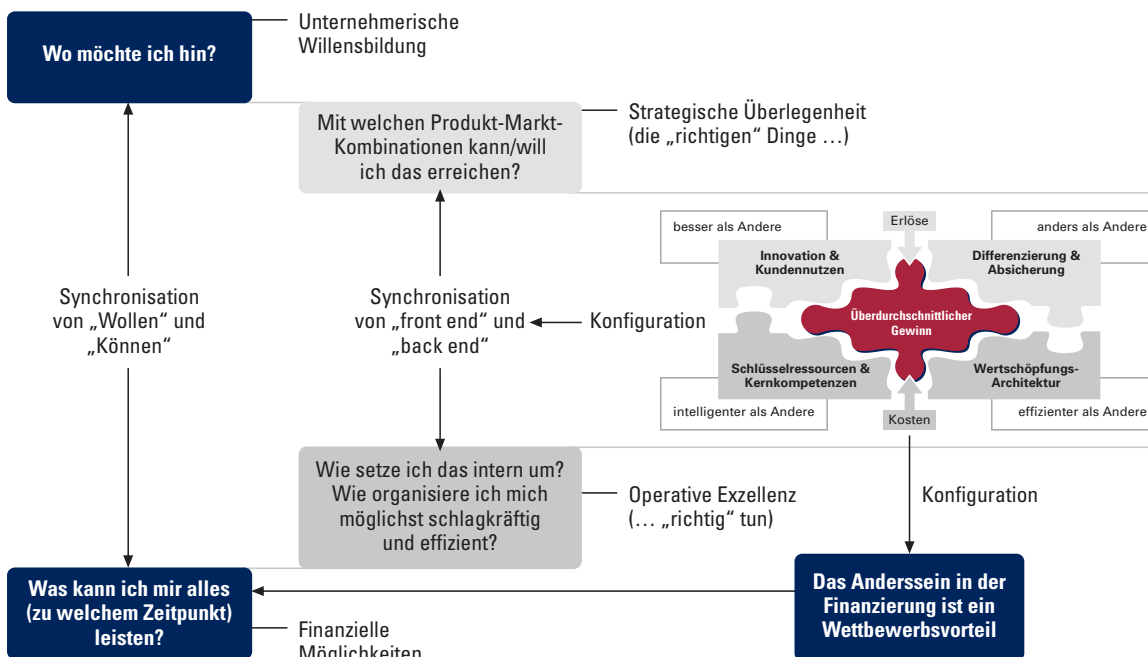 Wo möchte ich hin?
Unternehmerische
Willensbildung
Mit welchen Produkt-Markt-
Kombinationen kann/will
ich das erreichen?
Strategische Überlegenheit
(die „richtigen“ Dinge …)
besser als Andere
Erlöse
anders als Andere
Innovation &
Kundennutzen
Differenzierung &
Absicherung
Synchronisation
von „Wollen“ und
„Können“
Synchronisation
von „front end“ und
„back end“
Konfiguration
Überdurchschnittlicher
Gewinn
Schlüsselressourcen &
Kernkompetenzen
Wertschöpfungs-
Architektur
intelligenter als Andere
Kosten
effizienter als Andere
Wie setze ich das intern um?
Wie organisiere ich mich
möglichst schlagkräftig
und effizient?
Operative Exzellenz
(… „richtig“ tun)
Konfiguration
Was kann ich mir alles
(zu welchem Zeitpunkt)
leisten?
Finanzielle
Möglichkeiten
Das Anderssein in der
Finanzierung ist ein
Wettbewerbsvorteil